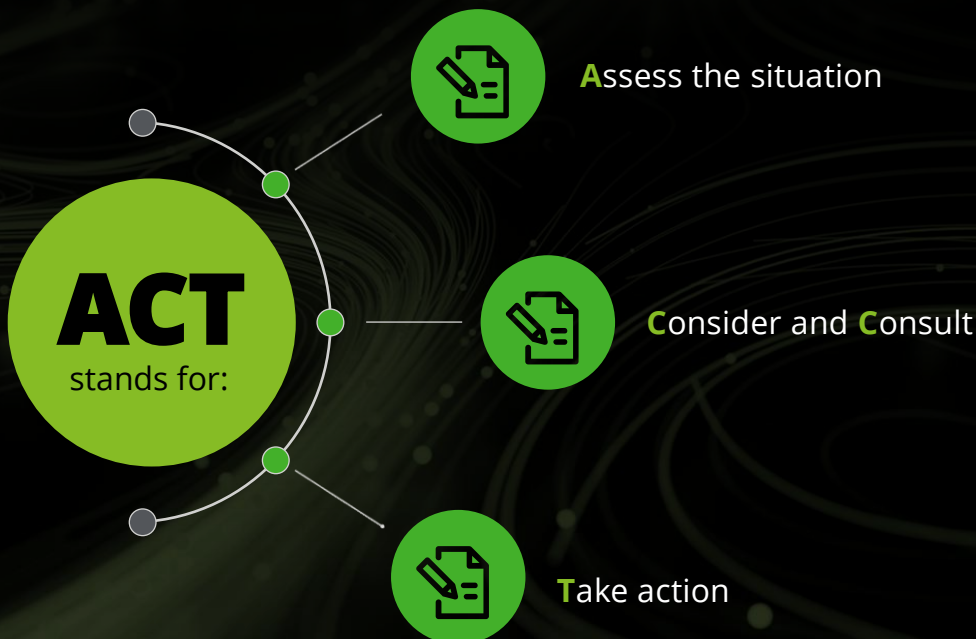 ACT
stands for:
Assess the situation
Consider and Consult
Take action